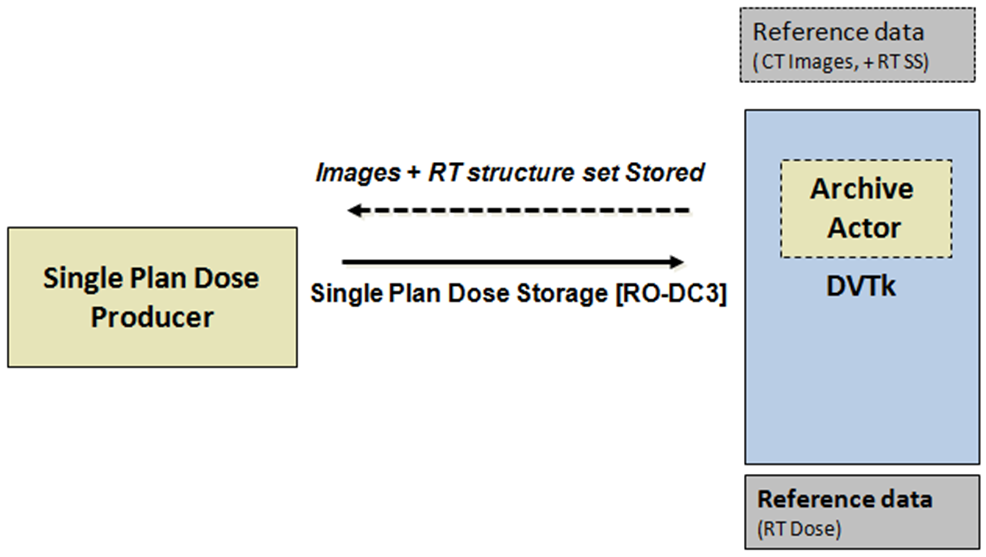 Reference data
( CT Images, + RT SS)
Images + RT structure set Stored
Archive
Actor
Single Plan Dose
Producer
DVTk
Single Plan Dose Storage [RO-DC3]
Reference data
(RT Dose)